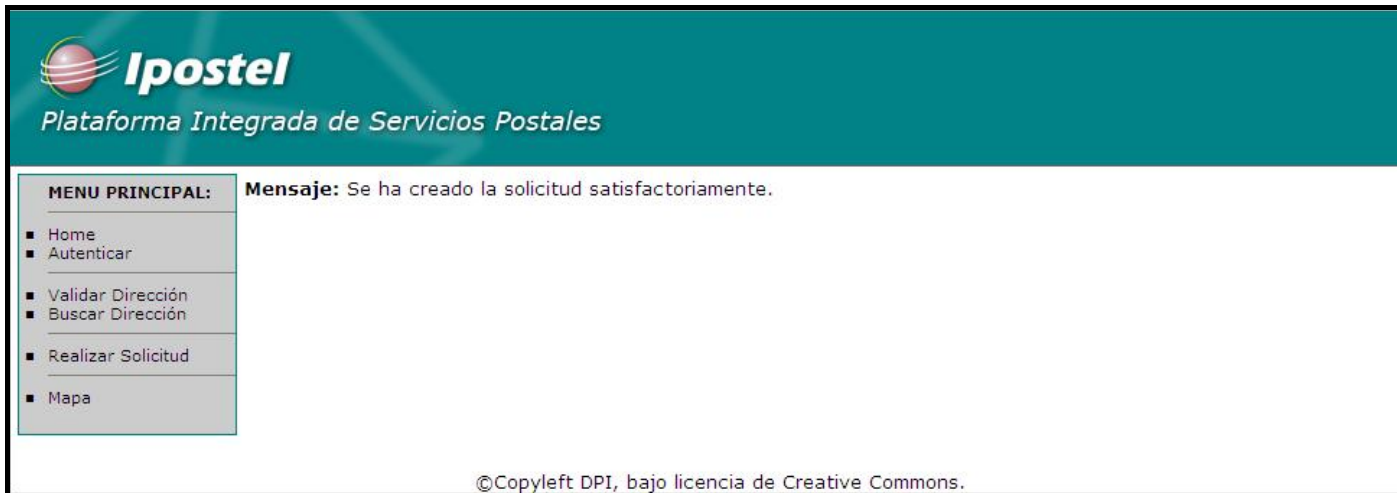 Ipostel
Plataforma Integrada de Servicios Postales
MENU PRINCIPAL:
Home
Autenticar
Validar Dirección
Buscar Dirección
Realizar Solicitud
Mapa
Mensaje: Se ha creado la solicitud satisfactoriamente.
©Copyleft DPI, bajo licencia de Creative Commons.